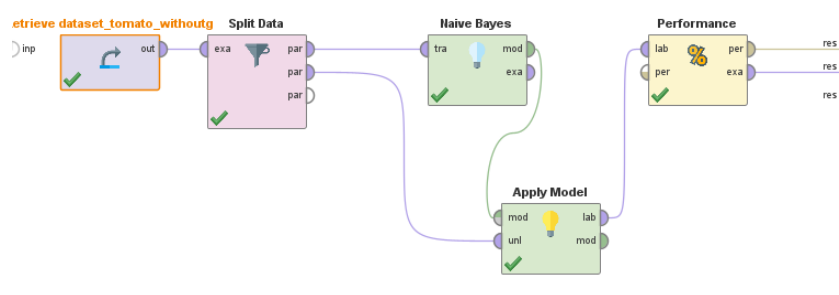 etrieve dataset_tomato_withoutg
Split Data
Naive Bayes
Performance
inp
out
exa
par
par
par
tra
mod
exa
lab
per
per
exa
res
res
res
Apply Model
mod
lab
unl
mod